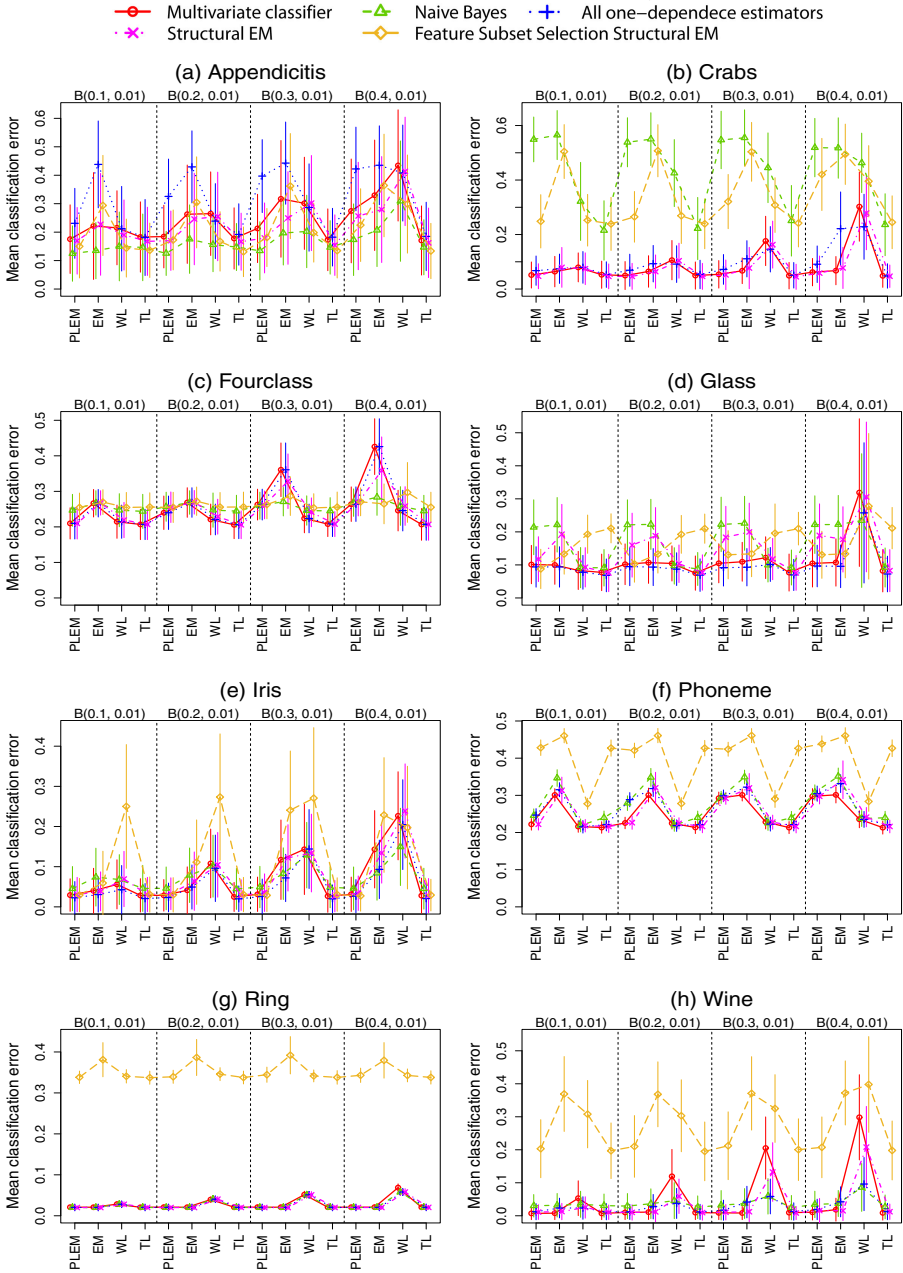 Multivariate classifier Naive Bayes All one−dependece estimators
Structural EM Feature Subset Selection Structural EM
(a) Appendicitis
B(0.1, 0.01) B(0.2, 0.01) B(0.3, 0.01) B(0.4, 0.01)
Mean classification error
0.0 0.1 0.2 0.3 0.4 0.5 0.6
PLEM EM WL TL PLEM EM WL TL PLEM EM WL TL PLEM EM WL TL
(b) Crabs
B(0.1, 0.01) B(0.2, 0.01) B(0.3, 0.01) B(0.4, 0.01)
Mean classification error
0.0 0.1 0.2 0.3 0.4 0.5 0.6
PLEM EM WL TL PLEM EM WL TL PLEM EM WL TL PLEM EM WL TL
(c) Fourclass
B(0.1, 0.01) B(0.2, 0.01) B(0.3, 0.01) B(0.4, 0.01)
Mean classification error
0.0 0.1 0.2 0.3 0.4 0.5
PLEM EM WL TL PLEM EM WL TL PLEM EM WL TL PLEM EM WL TL
(d) Glass
B(0.1, 0.01) B(0.2, 0.01) B(0.3, 0.01) B(0.4, 0.01)
Mean classification error
0.0 0.1 0.2 0.3 0.4 0.5
PLEM EM WL TL PLEM EM WL TL PLEM EM WL TL PLEM EM WL TL
(e) Iris
B(0.1, 0.01) B(0.2, 0.01) B(0.3, 0.01) B(0.4, 0.01)
Mean classification error
0.0 0.1 0.2 0.3 0.4
PLEM EM WL TL PLEM EM WL TL PLEM EM WL TL PLEM EM WL TL
(f) Phoneme
B(0.1, 0.01) B(0.2, 0.01) B(0.3, 0.01) B(0.4, 0.01)
Mean classification error
0.0 0.1 0.2 0.3 0.4 0.5
PLEM EM WL TL PLEM EM WL TL PLEM EM WL TL PLEM EM WL TL
(g) Ring
B(0.1, 0.01) B(0.2, 0.01) B(0.3, 0.01) B(0.4, 0.01)
Mean classification error
0.0 0.1 0.2 0.3 0.4
PLEM EM WL TL PLEM EM WL TL PLEM EM WL TL PLEM EM WL TL
(h) Wine
B(0.1, 0.01) B(0.2, 0.01) B(0.3, 0.01) B(0.4, 0.01)
Mean classification error
0.0 0.1 0.2 0.3 0.4 0.5
PLEM EM WL TL PLEM EM WL TL PLEM EM WL TL PLEM EM WL TL